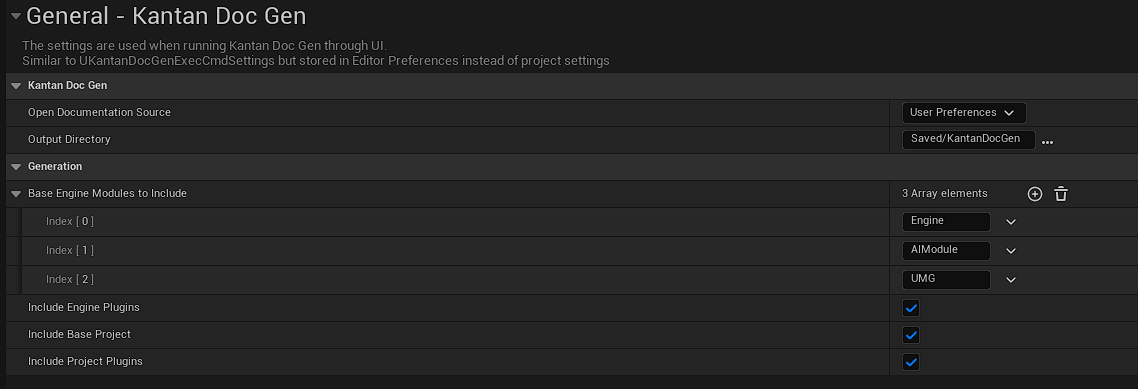 General - Kantan Doc Gen
The settings are used when running Kantan Doc Gen through UI.
Similar to UKantanDocGenExecCmdSettings but stored in Editor Preferences instead of project settings
Kantan Doc Gen
Open Documentation Source User Preferences
Output Directory Saved/KantanDocGen ...
Generation
Base Engine Modules to Include 3 Array elements
Index [ 0 ] Engine
Index [ 1 ] AIModule
Index [ 2 ] UMG
Include Engine Plugins
Include Base Project
Include Project Plugins